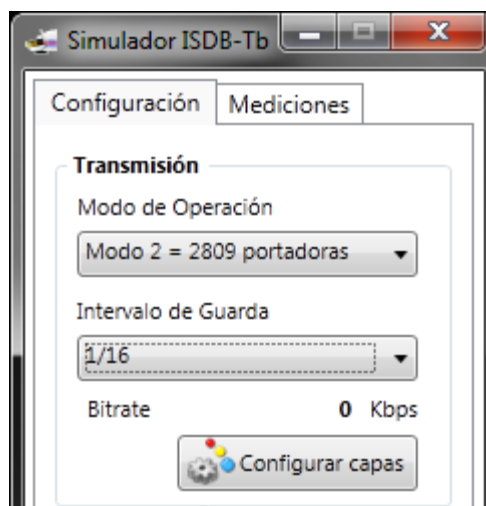 Simulador ISDB-Tb
Configuración Mediciones
Transmisión
Modo de Operación
Modo 2 = 2809 portadoras
Intervalo de Guarda
1/16
Bitrate 0 Kbps
Configurar capas